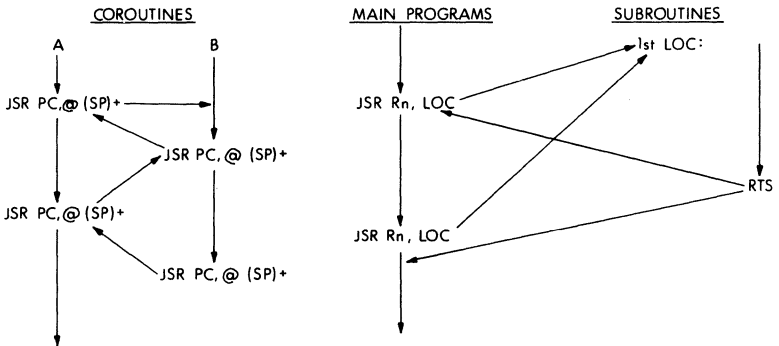 COROUTINES
A
B
JSR PC,@ (SP)+
JSR PC,@ (SP)+
JSR PC,@ (SP)+
JSR PC,@ (SP)+
MAIN PROGRAMS
SUBROUTINES
1st LOC:
JSR Rn, LOC
RTS
JSR Rn, LOC